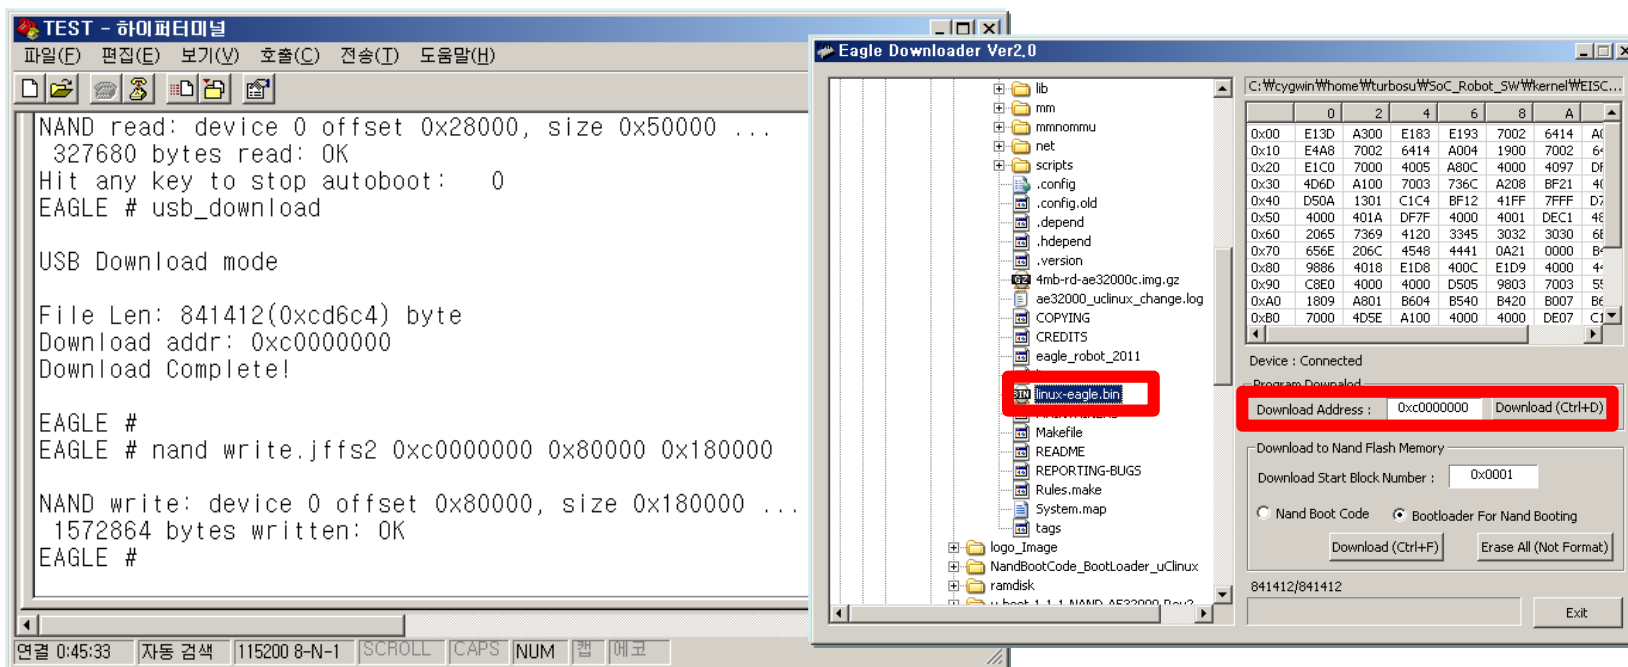 TEST - 하이퍼터미널
파일(F) 편집(E) 보기(V) 호출(C) 전송(T) 도움말(H)
NAND read: device 0 offset 0x28000, size 0x50000 ...
327680 bytes read: OK
Hit any key to stop autoboot: 0
EAGLE # usb_download
USB Download mode
File Len: 841412(0xcd6c4) byte
Download addr: 0xc0000000
Download Complete!
EAGLE #
EAGLE # nand write.jffs2 0xc0000000 0x80000 0x180000
NAND write: device 0 offset 0x80000, size 0x180000 ...
1572864 bytes written: OK
EAGLE #
연결 0:45:33 자동 검색 115200 8-N-1 SCROLL CAPS NUM 캡 에코
Eagle Downloader Ver2,0
lib
mm
mmnommu
net
scripts
.config
.config.old
.depend
.hdepend
.version
4mb-rd-ae32000c.img.gz
ae32000_uclinux_change.log
COPYING
CREDITS
eagle_robot_2011
linux-eagle.bin
Makefile
README
REPORTING-BUGS
Rules.make
System.map
tags
logo_Image
NandBootCode_BootLoader_uClinux
ramdisk
C:₩cygwin₩home₩turbosu₩SoC_Robot_SW₩kernel₩EISC...
0 2 4 6 8 A
0x00 E13D A300 E183 E193 7002 6414
0x10 E4A8 7002 6414 A004 1900 7002
0x20 E1C0 7000 4005 A80C 4000 4097
0x30 4D6D A100 7003 736C A208 BF21
0x40 D50A 1301 C1C4 BF12 41FF 7FFF
0x50 4000 401A DF7F 4000 4001 DEC1
0x60 2065 7369 4120 3345 3032 3030
0x70 656E 206C 4548 4441 0A21 0000
0x80 9886 4018 E1D8 400C E1D9 4000
0x90 C8E0 4000 4000 D505 9803 7003
0xA0 1809 A801 B604 B540 B420 B007
0xB0 7000 4D5E A100 4000 4000 DE07
Device : Connected
Program Downalod
Download Address : 0xc0000000 Download (Ctrl+D)
Download to Nand Flash Memory
Download Start Block Number : 0x0001
Nand Boot Code Bootloader For Nand Booting
Download (Ctrl+F) Erase All (Not Format)
841412/841412
Exit